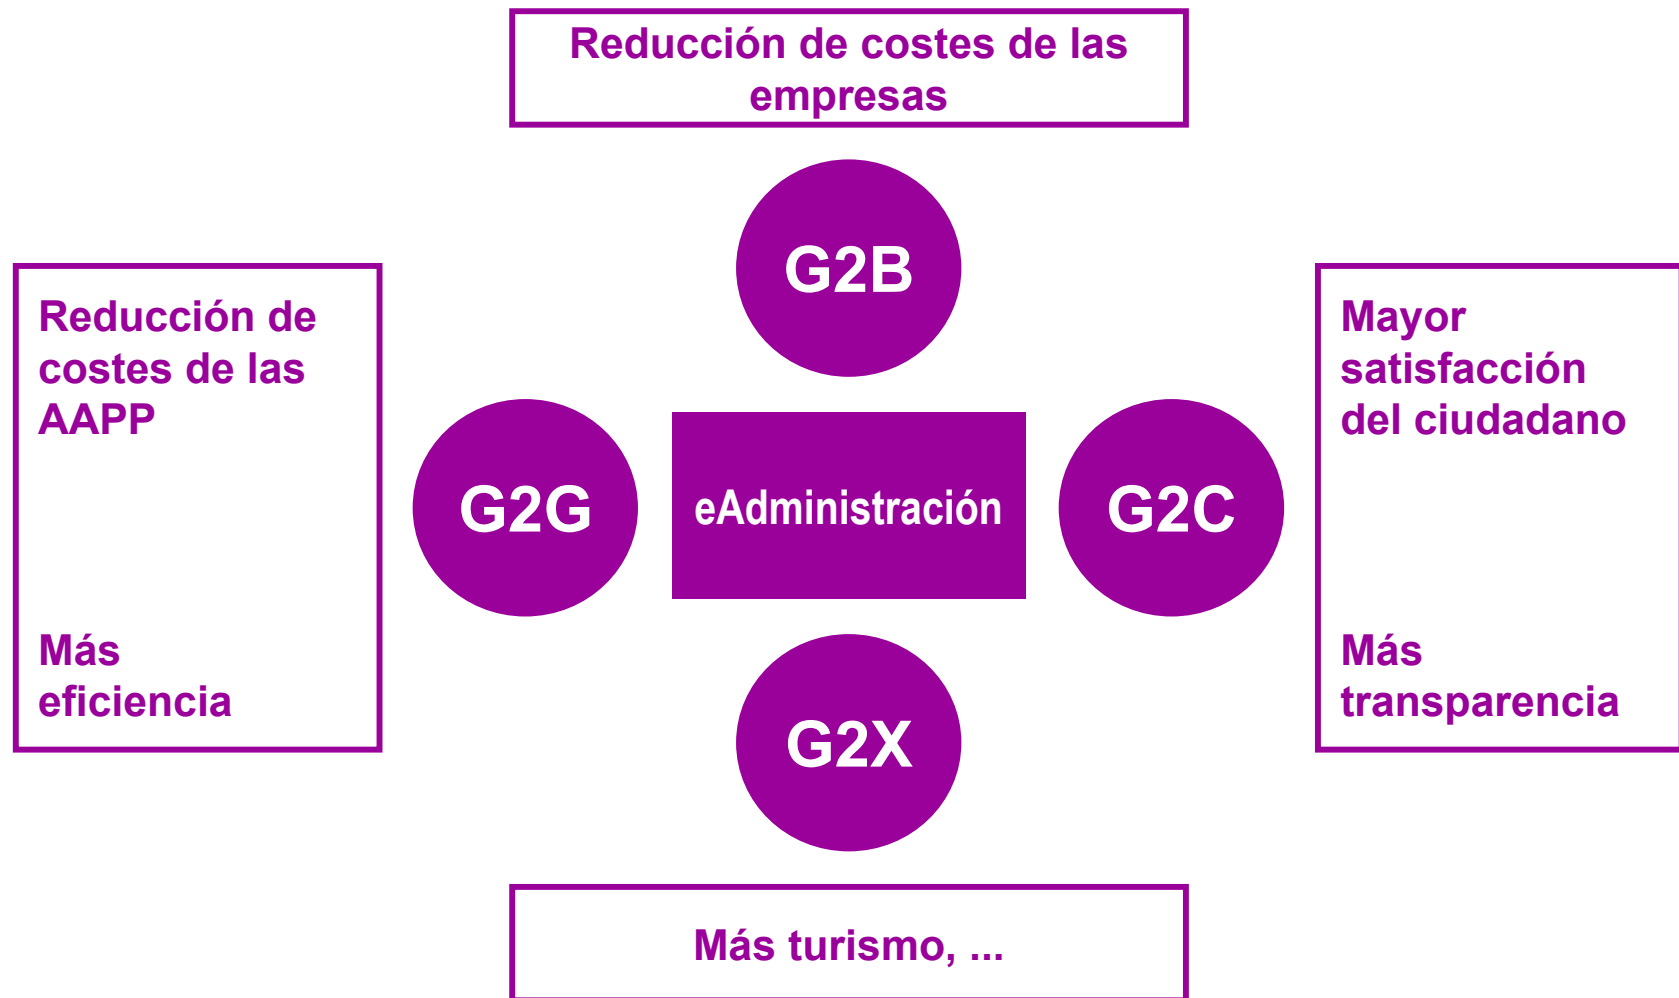 Reducción de costes de las
empresas
G2B
Reducción de
costes de las
AAPP
Más
eficiencia
G2G
eAdministración
G2C
Mayor
satisfacción
del ciudadano
Más
transparencia
G2X
Más turismo, ...